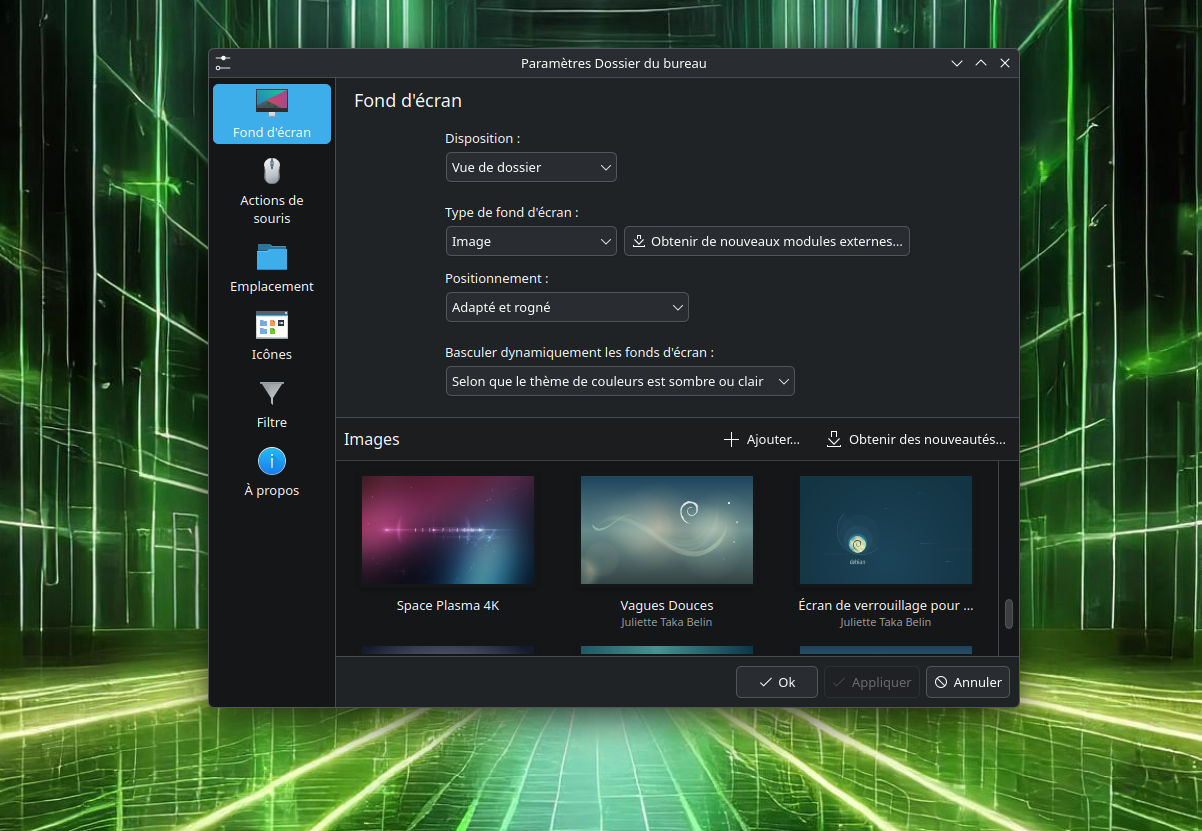 Paramètres Dossier du bureau
Fond d'écran
Actions de
souris
Emplacement
Icônes
Filtre
À propos
Fond d'écran
Disposition :
Vue de dossier
Type de fond d'écran :
Image
Obtenir de nouveaux modules externes...
Positionnement :
Adapté et rogné
Basculer dynamiquement les fonds d'écran :
Selon que le thème de couleurs est sombre ou clair
Images
Ajouter...
Obtenir des nouveautés...
debian
Space Plasma 4K
Vagues Douces
Juliette Taka Belin
Écran de verrouillage pour ...
Juliette Taka Belin
Ok
Appliquer
Annuler